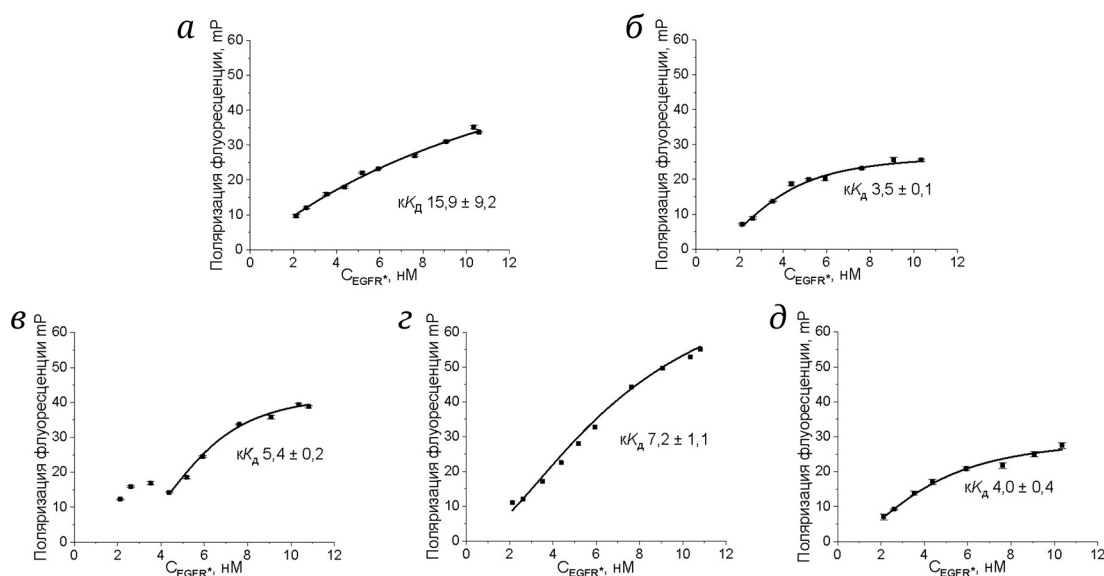 а
Поляризация флуоресценции, mP
60
50
40
30
20
10
0
кKд 15,9 ± 9,2
0 2 4 6 8 10 12
CEGFR*, нМ
б
Поляризация флуоресценции, mP
60
50
40
30
20
10
0
кKд 3,5 ± 0,1
0 2 4 6 8 10 12
CEGFR*, нМ
в
Поляризация флуоресценции mP
60
50
40
30
20
10
0
кKд 5,4 ± 0,2
0 2 4 6 8 10 12
CEGFR*, нМ
г
Поляризация флуоресценции, mP
60
50
40
30
20
10
0
кKд 7,2 ± 1,1
0 2 4 6 8 10 12
CEGFR*, нМ
д
Поляризация флуоресценции, mP
60
50
40
30
20
10
0
кKд 4,0 ± 0,4
0 2 4 6 8 10 12
CEGFR*, нМ